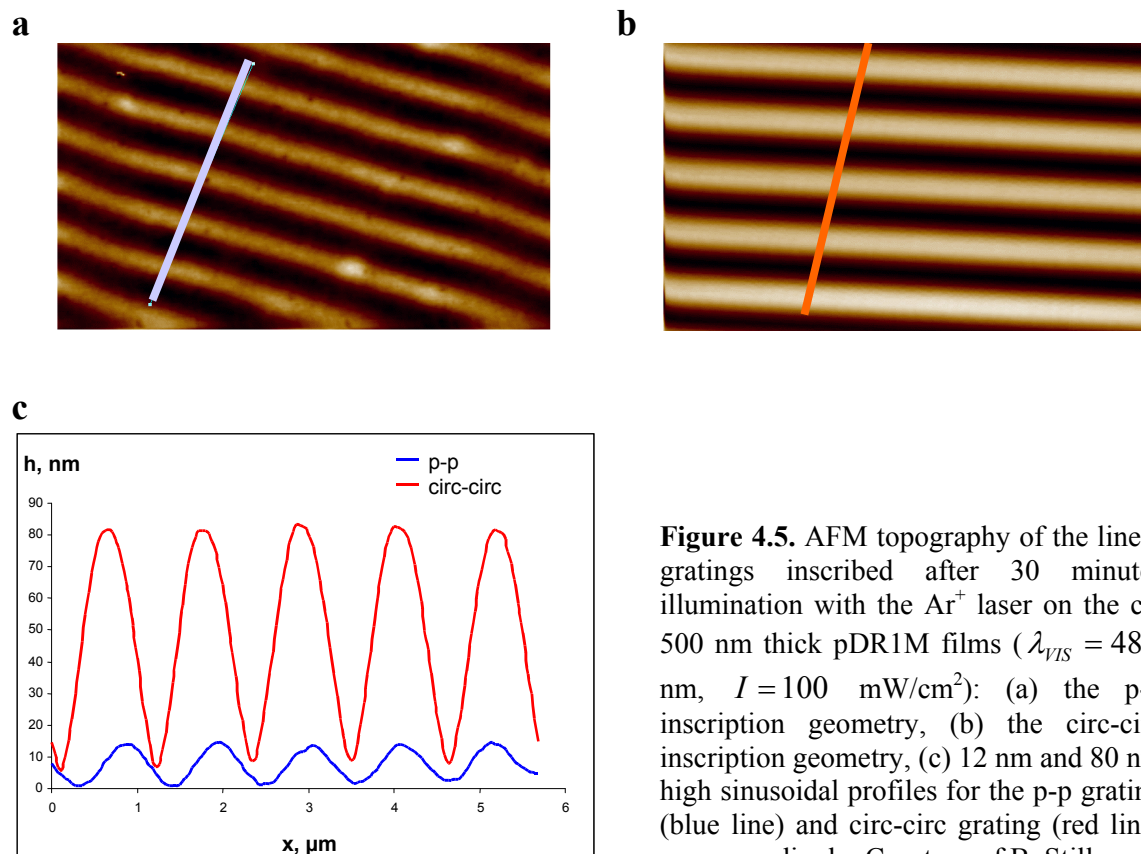 a
b
c
h, nm
p-p
circ-circ
90
80
70
60
50
40
30
20
10
0
0 1 2 3 4 5 6
x, µm
Figure 4.5. AFM topography of the line
gratings inscribed after 30 minute
illumination with the Ar⁺ laser on the c
500 nm thick pDR1M films ( λ_VIS = 48
nm, I = 100 mW/cm² ): (a) the p-
inscription geometry, (b) the circ-ci
inscription geometry, (c) 12 nm and 80 n
high sinusoidal profiles for the p-p gratin
(blue line) and circ-circ grating (red lin